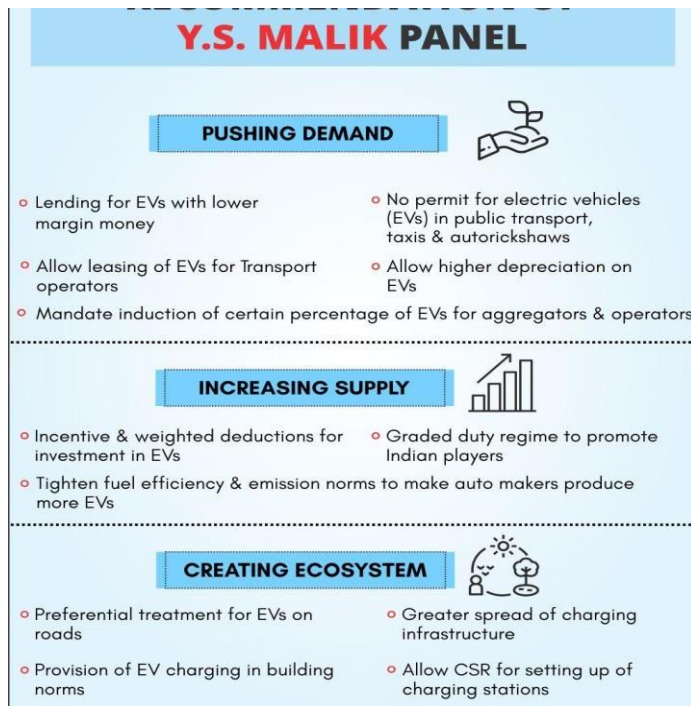 RECOMMENDATION OF
Y.S. MALIK PANEL
PUSHING DEMAND
Lending for EVs with lower
margin money
No permit for electric vehicles
(EVs) in public transport,
taxis & autorickshaws
Allow leasing of EVs for Transport
operators
Allow higher depreciation on
EVs
Mandate induction of certain percentage of EVs for aggregators & operators
INCREASING SUPPLY
Incentive & weighted deductions for
investment in EVs
Graded duty regime to promote
Indian players
Tighten fuel efficiency & emission norms to make auto makers produce
more EVs
CREATING ECOSYSTEM
Preferential treatment for EVs on
roads
Greater spread of charging
infrastructure
Provision of EV charging in building
norms
Allow CSR for setting up of
charging stations